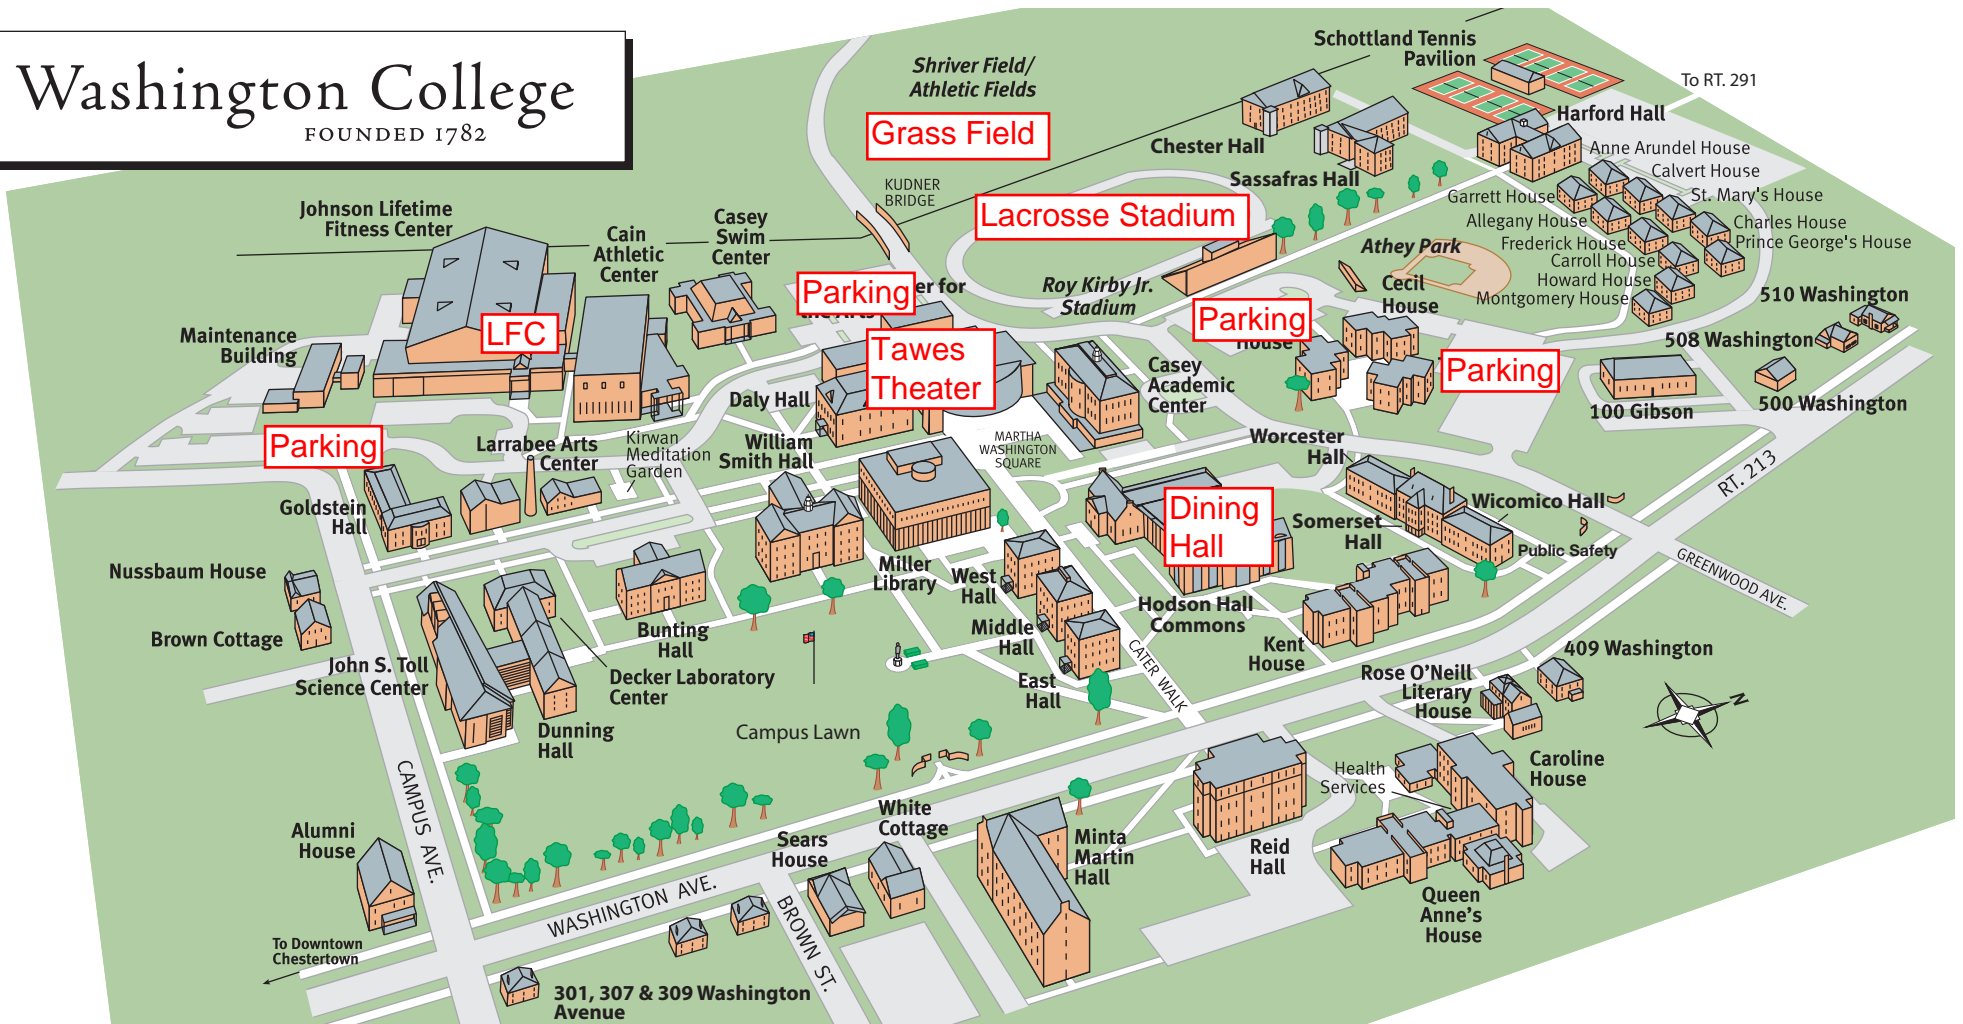 Washington College
FOUNDED 1782
Shriver Field/
Athletic Fields
Grass Field
Schottland Tennis
Pavilion
To RT. 291
Harford Hall
Chester Hall
Sassafras Hall
Anne Arundel House
Calvert House
Garrett House
St. Mary's House
Allegany House
Charles House
Frederick House
Prince George's House
Carroll House
Howard House
Montgomery House
KUDNER
BRIDGE
Lacrosse Stadium
Roy Kirby Jr.
Stadium
Athey Park
Cecil
House
510 Washington
508 Washington
500 Washington
100 Gibson
Johnson Lifetime
Fitness Center
Cain
Athletic
Center
Casey
Swim
Center
Parking
er for
the Arts
LFC
Maintenance
Building
Tawes
Theater
Daly Hall
Casey
Academic
Center
Parking
House
Parking
Parking
Larrabee Arts
Center
Kirwan
Meditation
Garden
William
Smith Hall
MARTHA
WASHINGTON
SQUARE
Worcester
Hall
Wicomico Hall
RT. 213
Goldstein
Hall
Dining
Hall
Somerset
Hall
Public Safety
GREENWOOD AVE.
Nussbaum House
Brown Cottage
Miller
Library
West
Hall
Middle
Hall
East
Hall
Hodson Hall
Commons
Kent
House
CATER WALK
John S. Toll
Science Center
Bunting
Hall
Decker Laboratory
Center
Dunning
Hall
Campus Lawn
409 Washington
Rose O'Neill
Literary
House
N
Caroline
House
Health
Services
CAMPUS AVE.
Alumni
House
White
Cottage
Sears
House
Minta
Martin
Hall
Reid
Hall
Queen
Anne's
House
WASHINGTON AVE.
BROWN ST.
To Downtown
Chestertown
301, 307 & 309 Washington
Avenue